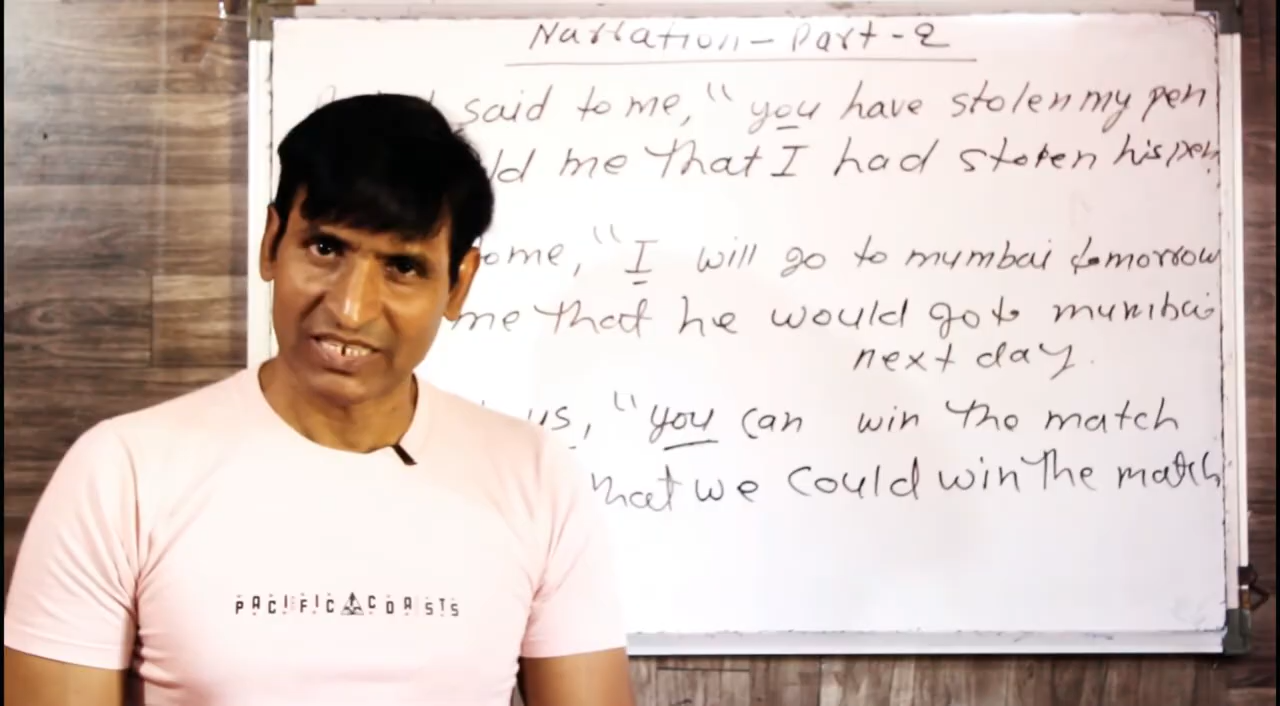 Narration - Part - 2
said to me, "you have stolen my pen
me that I had stolen his pen
"I will go to mumbai tomorrow
me that he would go to mumbai
next day.
us, "you can win the match
that we could win the match
PACIFIC COASTS